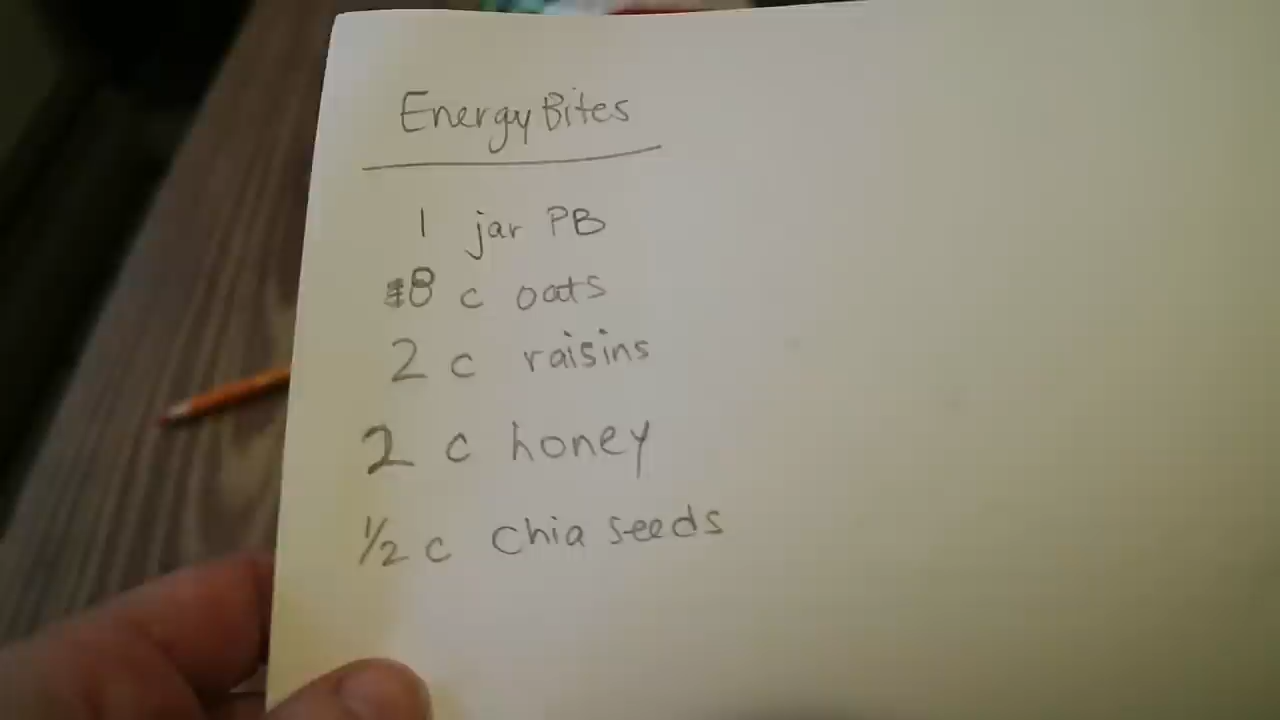 Energy Bites
1 jar PB
8 c oats
2 c raisins
2 c honey
1/2 c Chia seeds